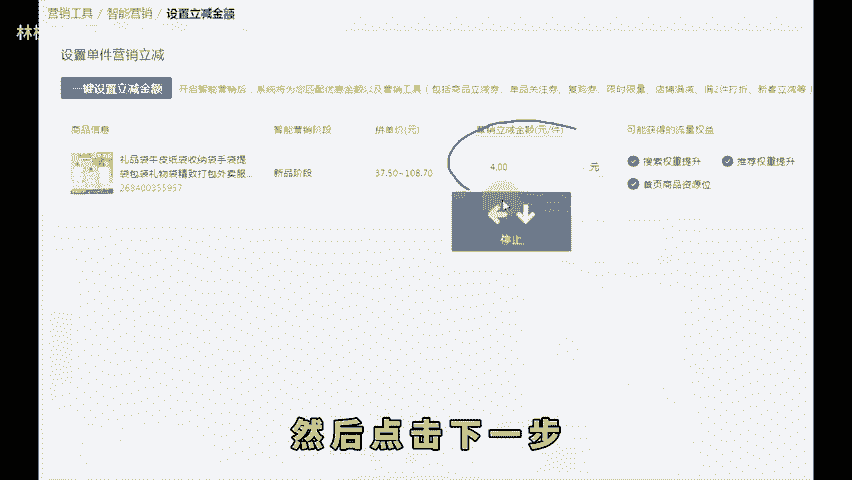 营销工具 / 智能营销 / 设置立减金额
林
设置单件营销立减
一键设置立减金额
开启智能营销后，系统将为您匹配优惠金额以及营销工具（包括商品立减券、单品关注券、复购券、限时限量、店铺满减、满2件打折、新客立减等）
商品信息 智能营销阶段 拼单价(元) 营销立减金额(元/件) 可能获得的流量权益
礼品袋牛皮纸袋收纳袋手袋提
袋包装礼物袋精致打包外卖服...
268400355957
新品阶段 37.50~108.70 4.00 元
搜索权重提升 推荐权重提升
首页商品资源位
停止
然后点击下一步